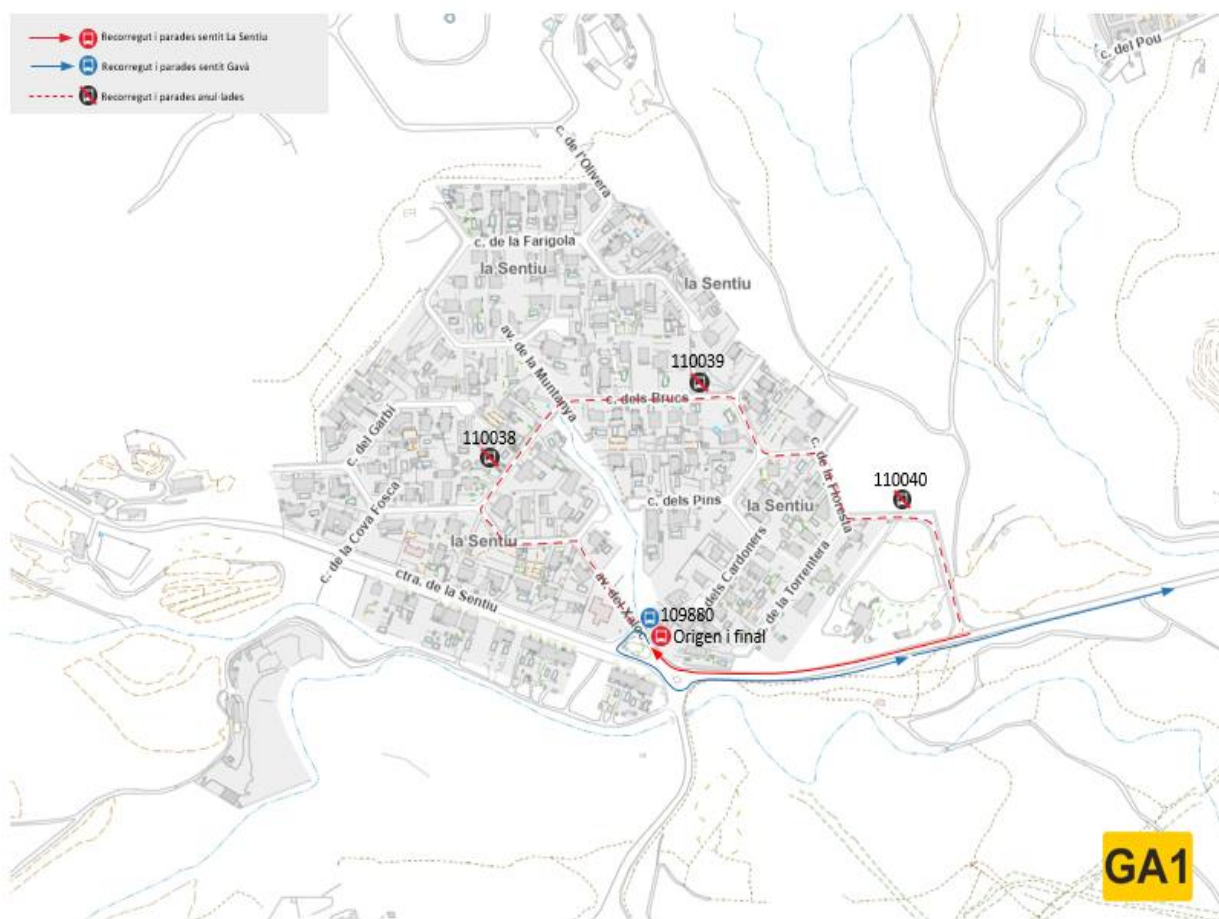 Recorregut i parades sentit La Sentiu
Recorregut i parades sentit Gavà
Recorregut i parades anul·lades
c. del Pou
c. de l'Olivera
c. de la Farigola
la Sentiu
la Sentiu
av. de la Muntanya
110039
c. dels Brucs
c. del Garbí
110038
c. de la Floresta
110040
c. de la Cova Fosca
c. dels Pins
la Sentiu
la Sentiu
ctra. de la Sentiu
av. del Xaloc
dels Cardoners
de la Torrentera
109880
Origen i final
GA1